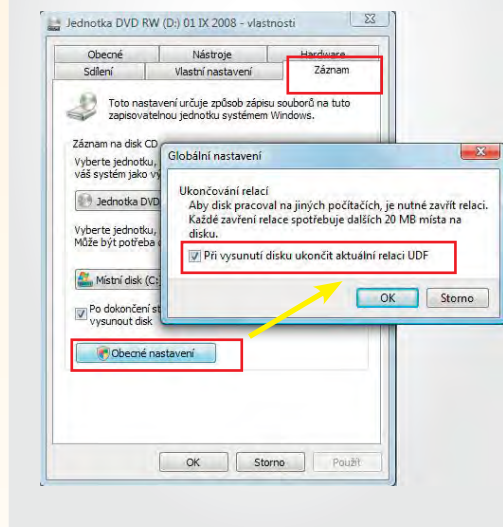 Jednotka DVD RW (D:) 01 IX 2008 - vlastnosti
Obecné Nástroje Hardware
Sdílení Vlastní nastavení Záznam
Toto nastavení určuje způsob zápisu souborů na tuto
zapisovatelnou jednotku systémem Windows.
Záznam na disk CD
Vyberte jednotku,
váš systém jako
Jednotka DVD
Vyberte jednotku,
Může být potřeba
Místní disk (C:
Po dokončení
vysunout disk
Obecné nastavení
OK Storno Použít
Globální nastavení
Ukončování relací
Aby disk pracoval na jiných počítačích, je nutné zavřít relaci.
Každé zavření relace spotřebuje dalších 20 MB místa na
disku.
Při vysunutí disku ukončit aktuální relaci UDF
OK Storno